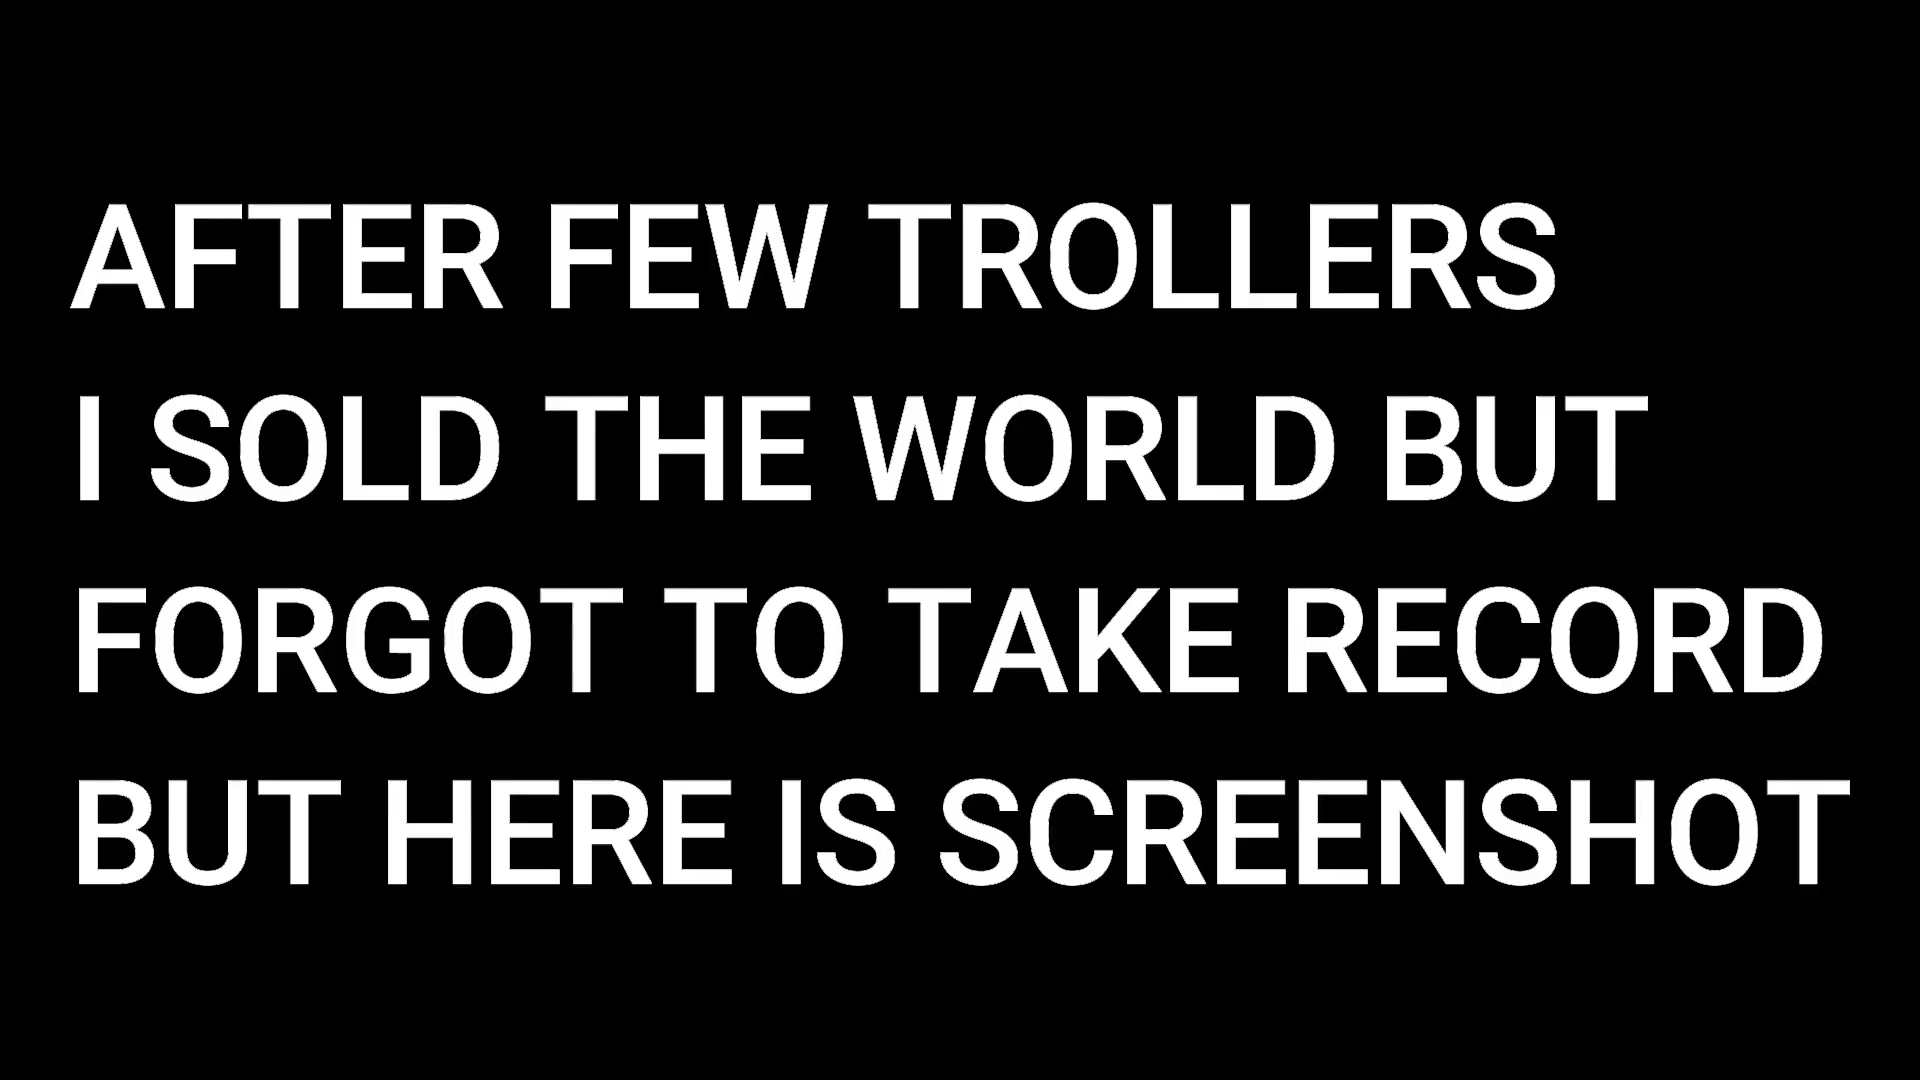 AFTER FEW TROLLERS
I SOLD THE WORLD BUT
FORGOT TO TAKE RECORD
BUT HERE IS SCREENSHOT